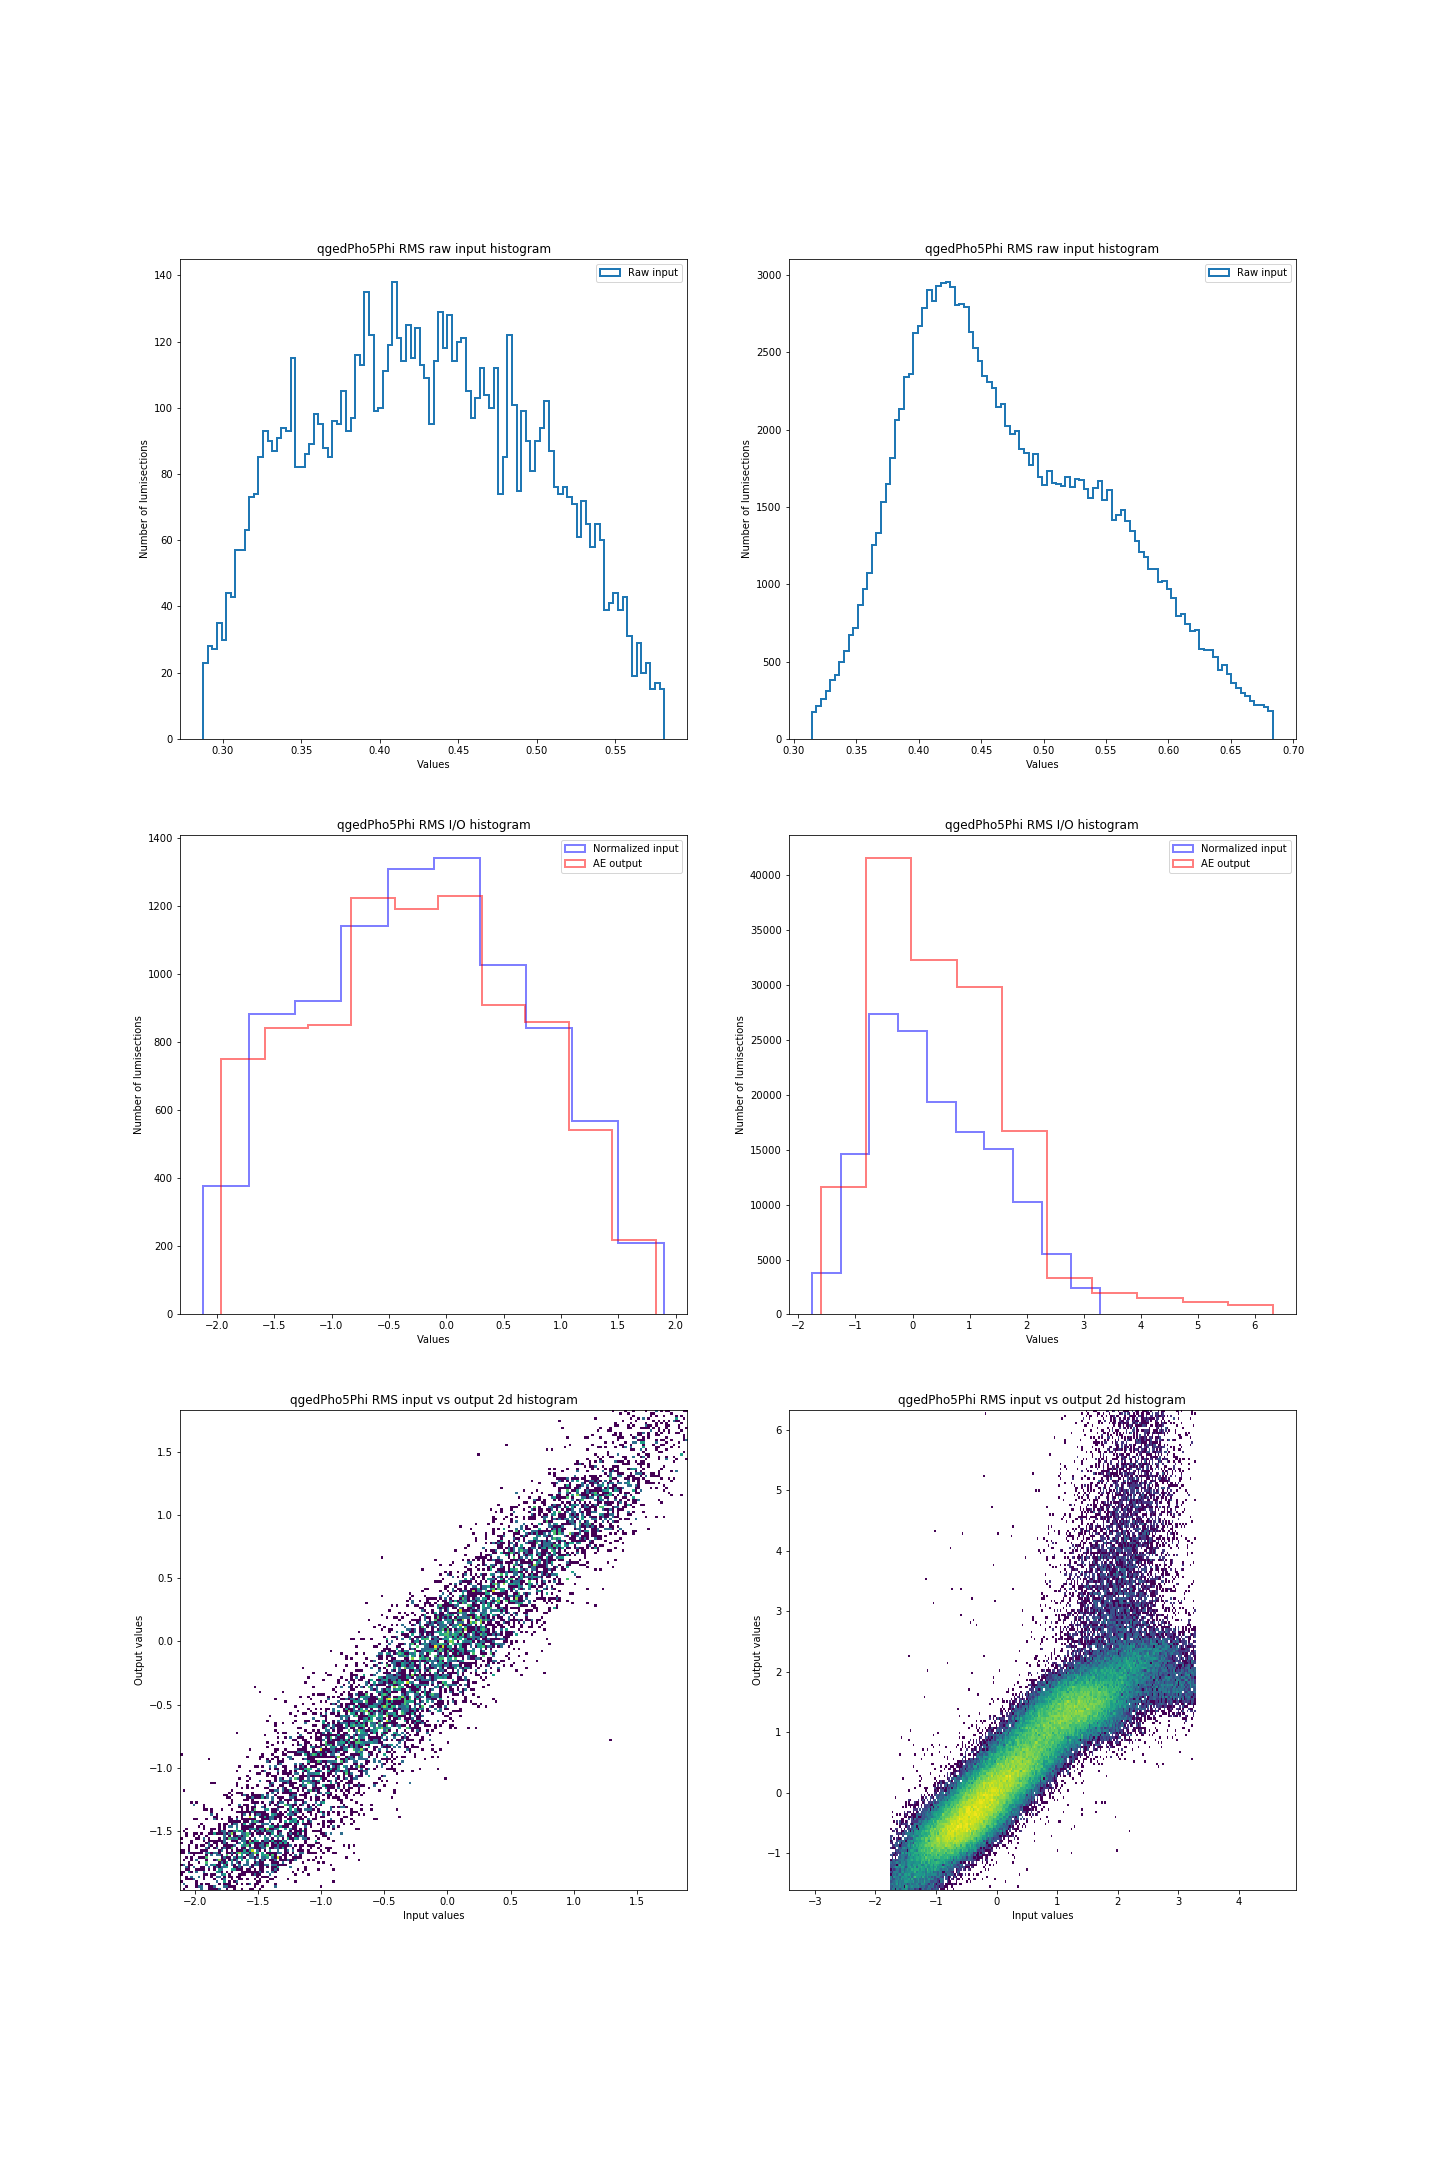 qgedPho5Phi RMS raw input histogram
Number of lumisections
140
120
100
80
60
40
20
0
Raw input
0.30 0.35 0.40 0.45 0.50 0.55
Values
qgedPho5Phi RMS raw input histogram
Number of lumisections
3000
2500
2000
1500
1000
500
0
Raw input
0.30 0.35 0.40 0.45 0.50 0.55 0.60 0.65 0.70
Values
qgedPho5Phi RMS I/O histogram
Number of lumisections
1400
1200
1000
800
600
400
200
0
Normalized input
AE output
−2.0 −1.5 −1.0 −0.5 0.0 0.5 1.0 1.5 2.0
Values
qgedPho5Phi RMS I/O histogram
Number of lumisections
40000
35000
30000
25000
20000
15000
10000
5000
0
Normalized input
AE output
−2 −1 0 1 2 3 4 5 6
Values
qgedPho5Phi RMS input vs output 2d histogram
Output values
1.5
1.0
0.5
0.0
−0.5
−1.0
−1.5
−2.0 −1.5 −1.0 −0.5 0.0 0.5 1.0 1.5
Input values
qgedPho5Phi RMS input vs output 2d histogram
Output values
6
5
4
3
2
1
0
−1
−3 −2 −1 0 1 2 3 4
Input values